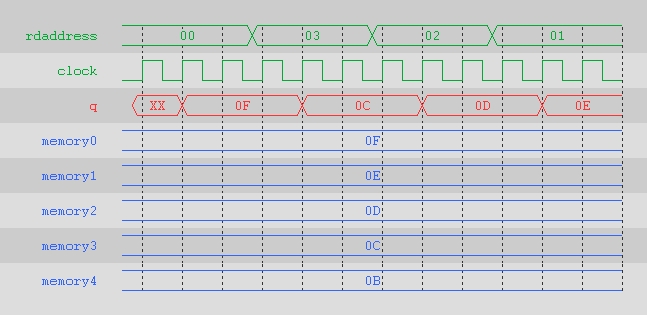 rdaddress 00 03 02 01
clock
q XX 0F 0C 0D 0E
memory0 0F
memory1 0E
memory2 0D
memory3 0C
memory4 0B